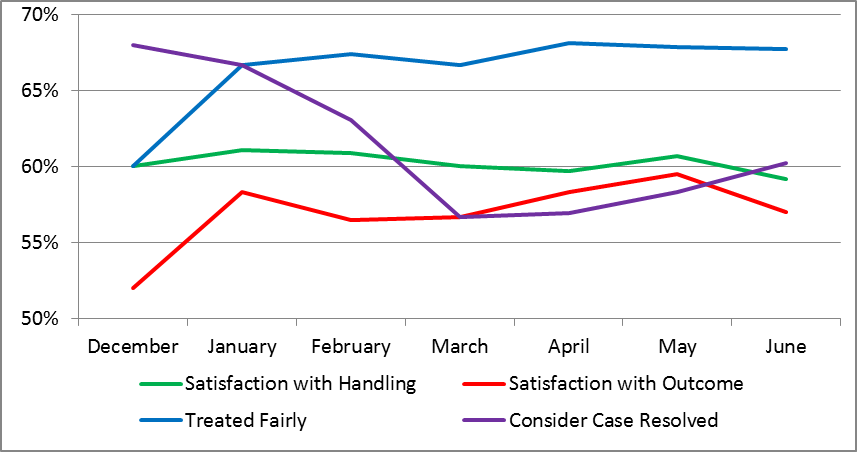 70%
65%
60%
55%
50%
December January February March April May June
Satisfaction with Handling Satisfaction with Outcome
Treated Fairly Consider Case Resolved